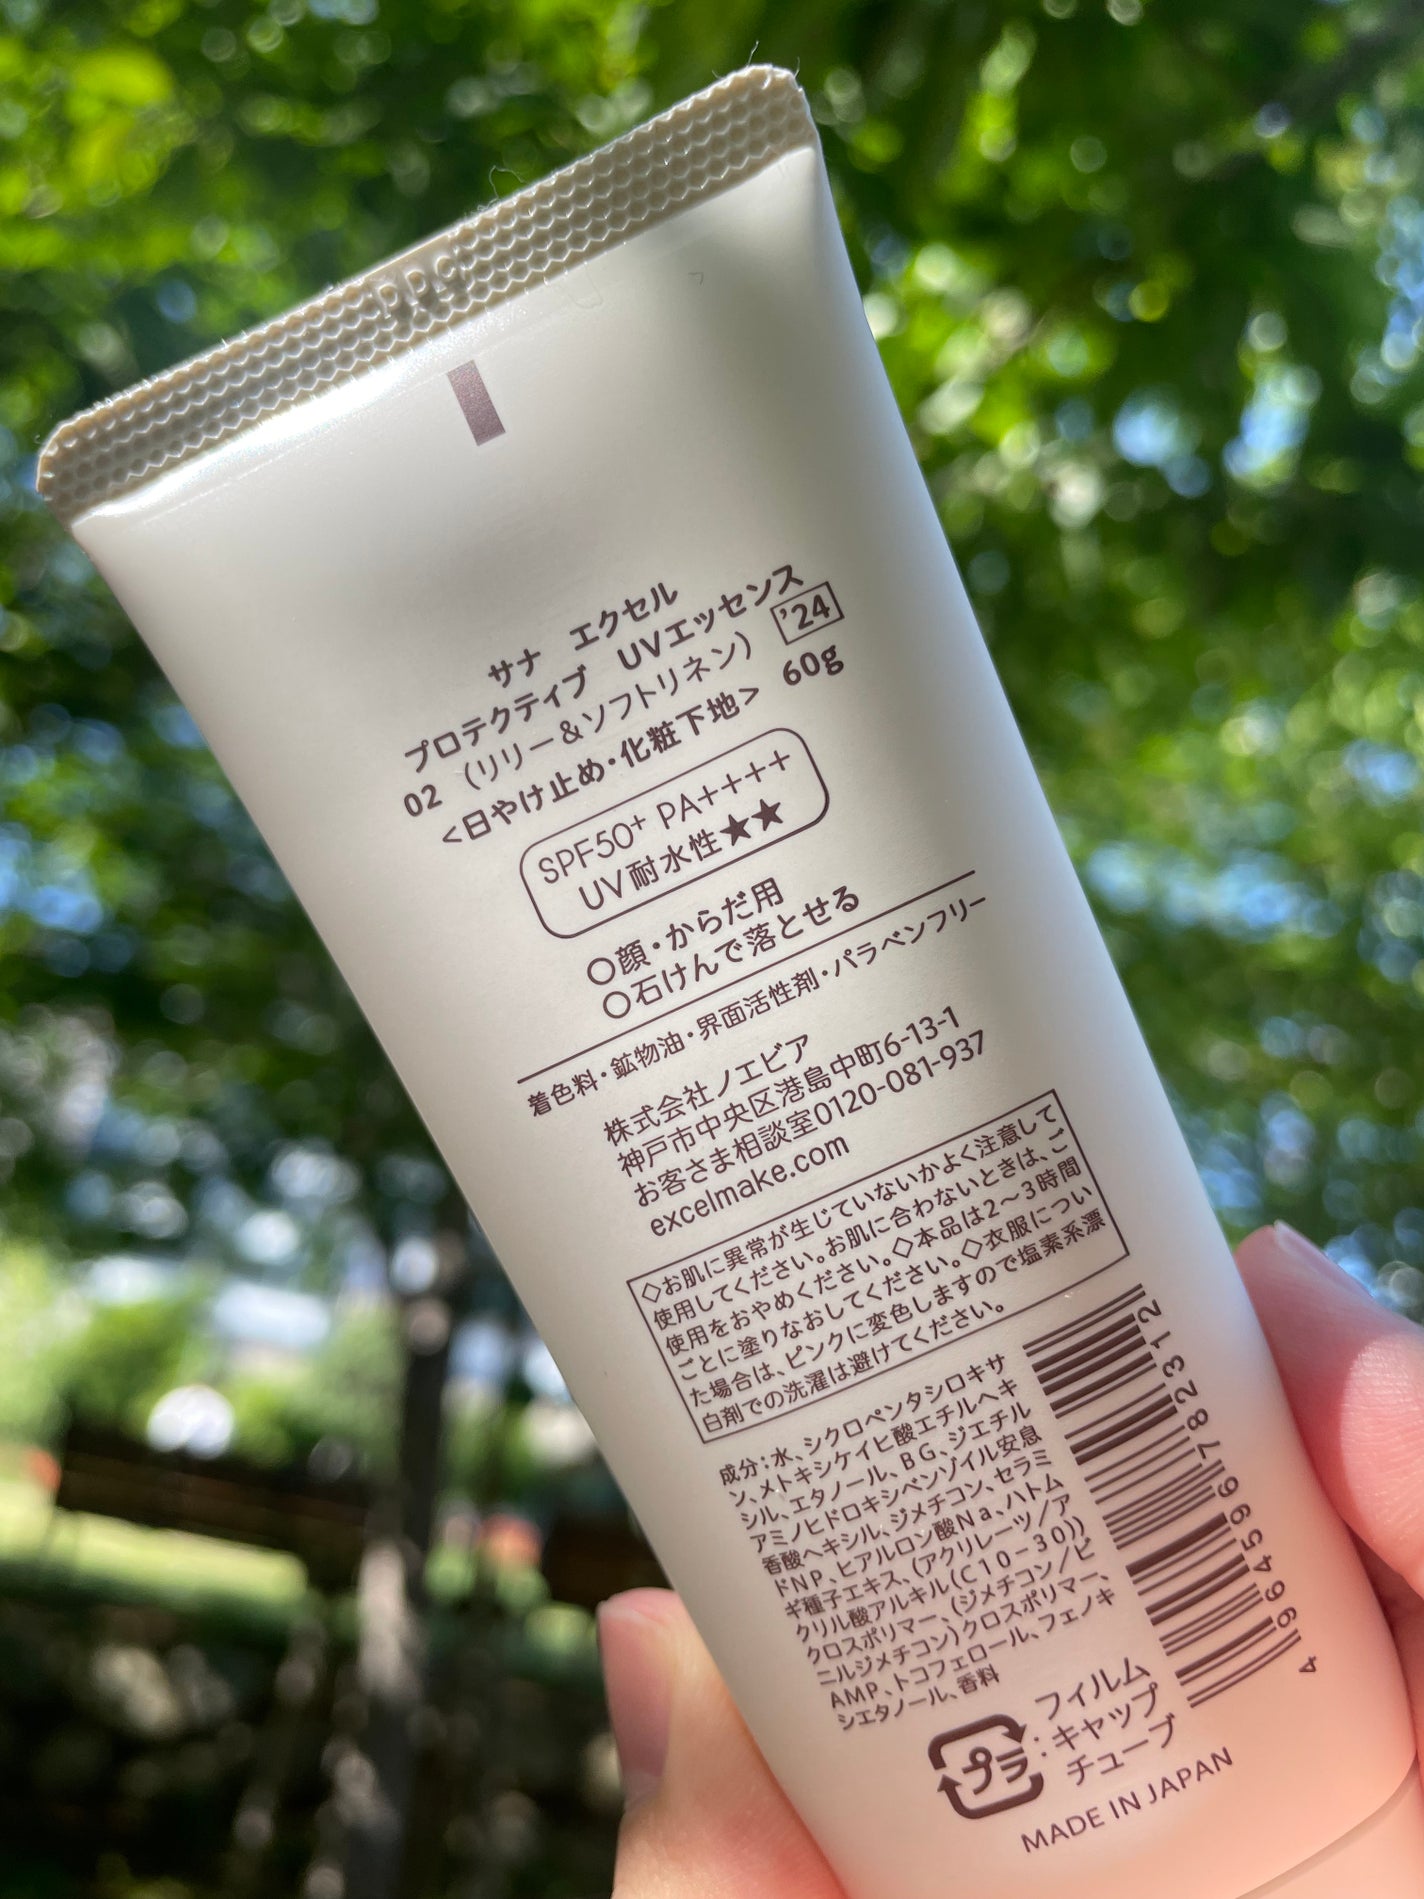 サナ　エクセル
プロテクティブ　UVエッセンス
02（リリー＆ソフトリネン） '24
<日やけ止め・化粧下地> 60g
SPF50⁺ PA++++
UV耐水性★★
○顔・からだ用
○石けんで落とせる
着色料・鉱物油・界面活性剤・パラベンフリー
株式会社ノエビア
神戸市中央区港島中町6-13-1
お客さま相談室0120-081-937
excelmake.com
◇お肌に異常が生じていないかよく注意して
使用してください。お肌に合わないときは、ご
使用をおやめください。◇本品は2〜3時間
ごとに塗りなおしてください。◇衣服につい
た場合は、ピンクに変色しますので塩素系漂
白剤での洗濯は避けてください。
成分：水、シクロペンタシロキサ
ン、メトキシケイヒ酸エチルヘキ
シル、エタノール、BG、ジエチル
アミノヒドロキシベンゾイル安息
香酸ヘキシル、ジメチコン、セラミ
ドNP、ヒアルロン酸Na、ハトム
ギ種子エキス、(アクリレーツ／ア
クリル酸アルキル(C10−30))
クロスポリマー、(ジメチコン／ビ
ニルジメチコン)クロスポリマー、
AMP、トコフェロール、フェノキ
シエタノール、香料
4 964596 782312
プラ：フィルム
キャップ
チューブ
MADE IN JAPAN